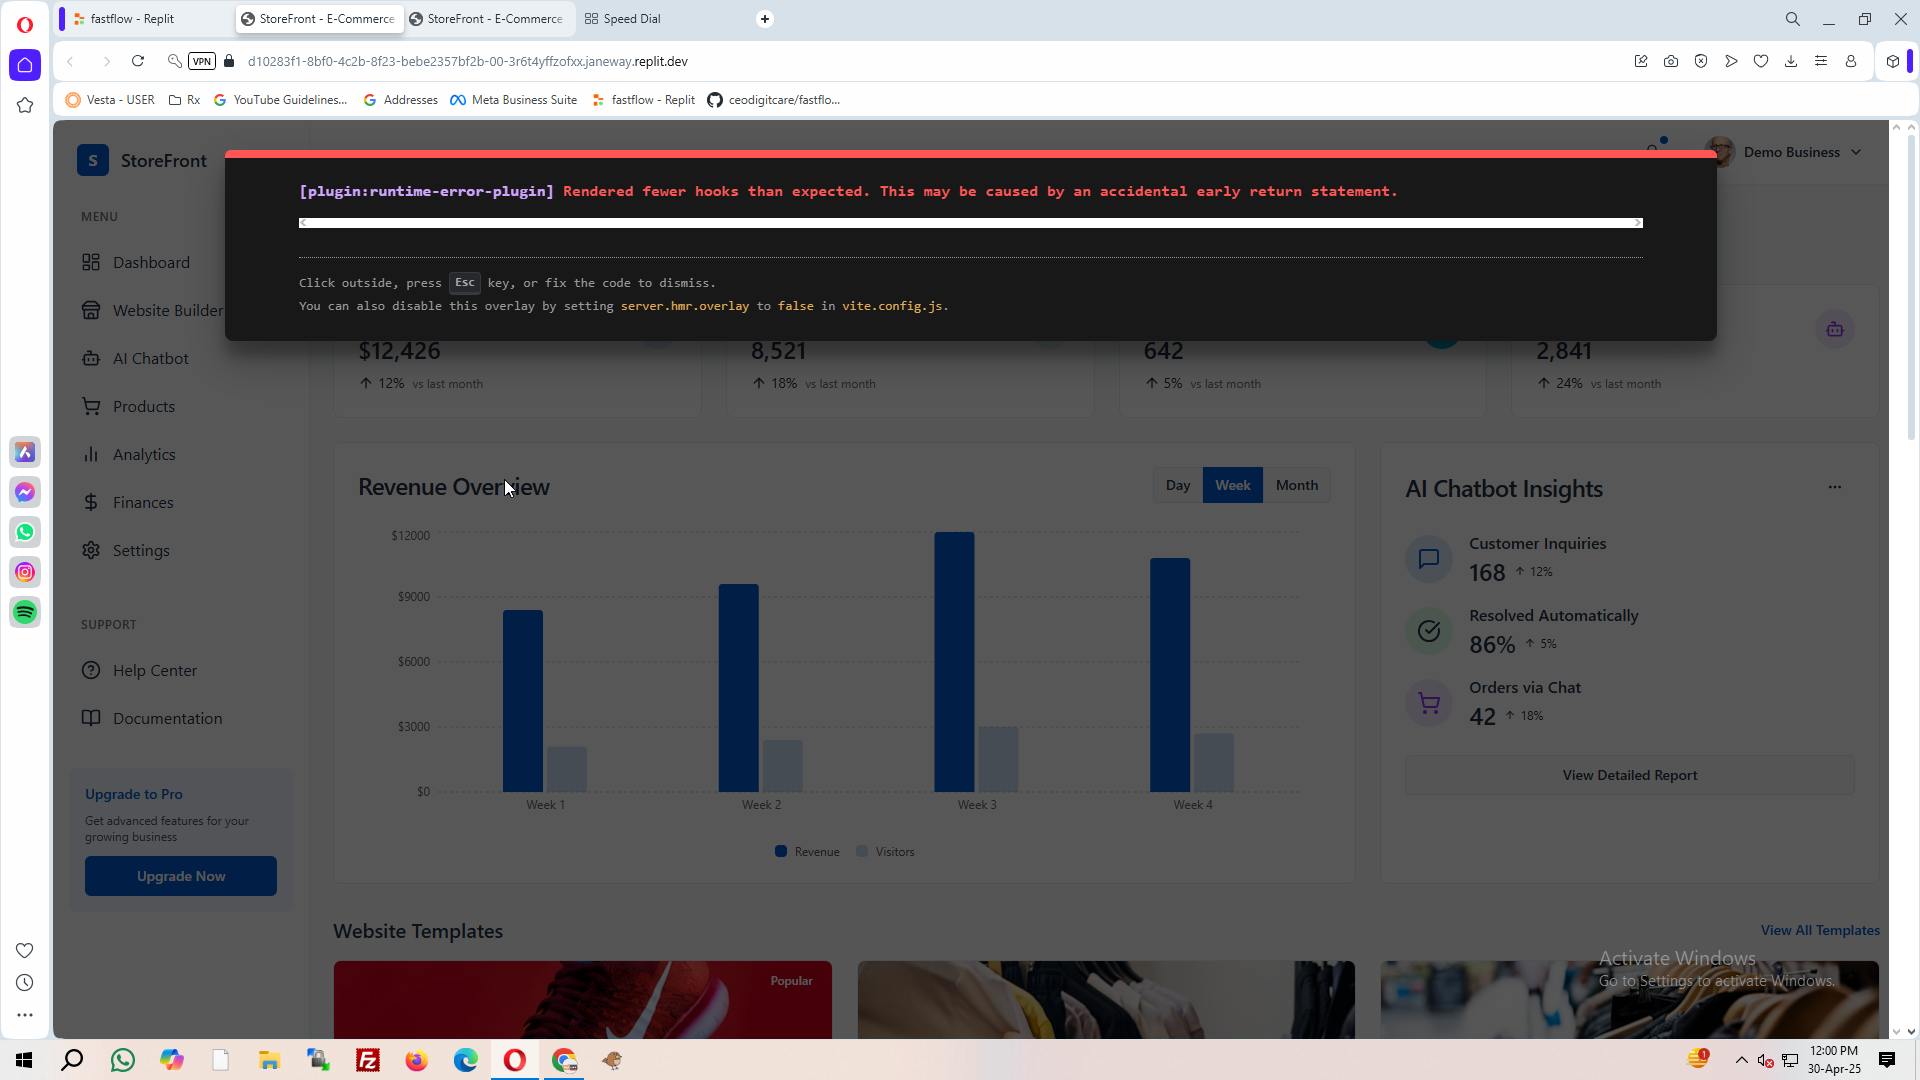 fastflow - Replit
StoreFront - E-Commerce
StoreFront - E-Commerce
Speed Dial
VPN
d10283f1-8bf0-4c2b-8f23-bebe2357bf2b-00-3r6t4yffzofxx.janeway.replit.dev
Vesta - USER
Rx
YouTube Guidelines...
Addresses
Meta Business Suite
fastflow - Replit
ceodigitcare/fastflo...
S
StoreFront
Demo Business
[plugin:runtime-error-plugin] Rendered fewer hooks than expected. This may be caused by an accidental early return statement.
Click outside, press Esc key, or fix the code to dismiss.
You can also disable this overlay by setting server.hmr.overlay to false in vite.config.js.
MENU
Dashboard
Website Builder
AI Chatbot
Products
Analytics
Finances
Settings
SUPPORT
Help Center
Documentation
Upgrade to Pro
Get advanced features for your
growing business
Upgrade Now
$12,426
12% vs last month
8,521
18% vs last month
642
5% vs last month
2,841
24% vs last month
Revenue Overview
Day
Week
Month
$12000
$9000
$6000
$3000
$0
Week 1
Week 2
Week 3
Week 4
Revenue
Visitors
AI Chatbot Insights
Customer Inquiries
168
12%
Resolved Automatically
86%
5%
Orders via Chat
42
18%
View Detailed Report
Website Templates
View All Templates
Popular
Activate Windows
Go to Settings to activate Windows.
1
12:00 PM
30-Apr-25